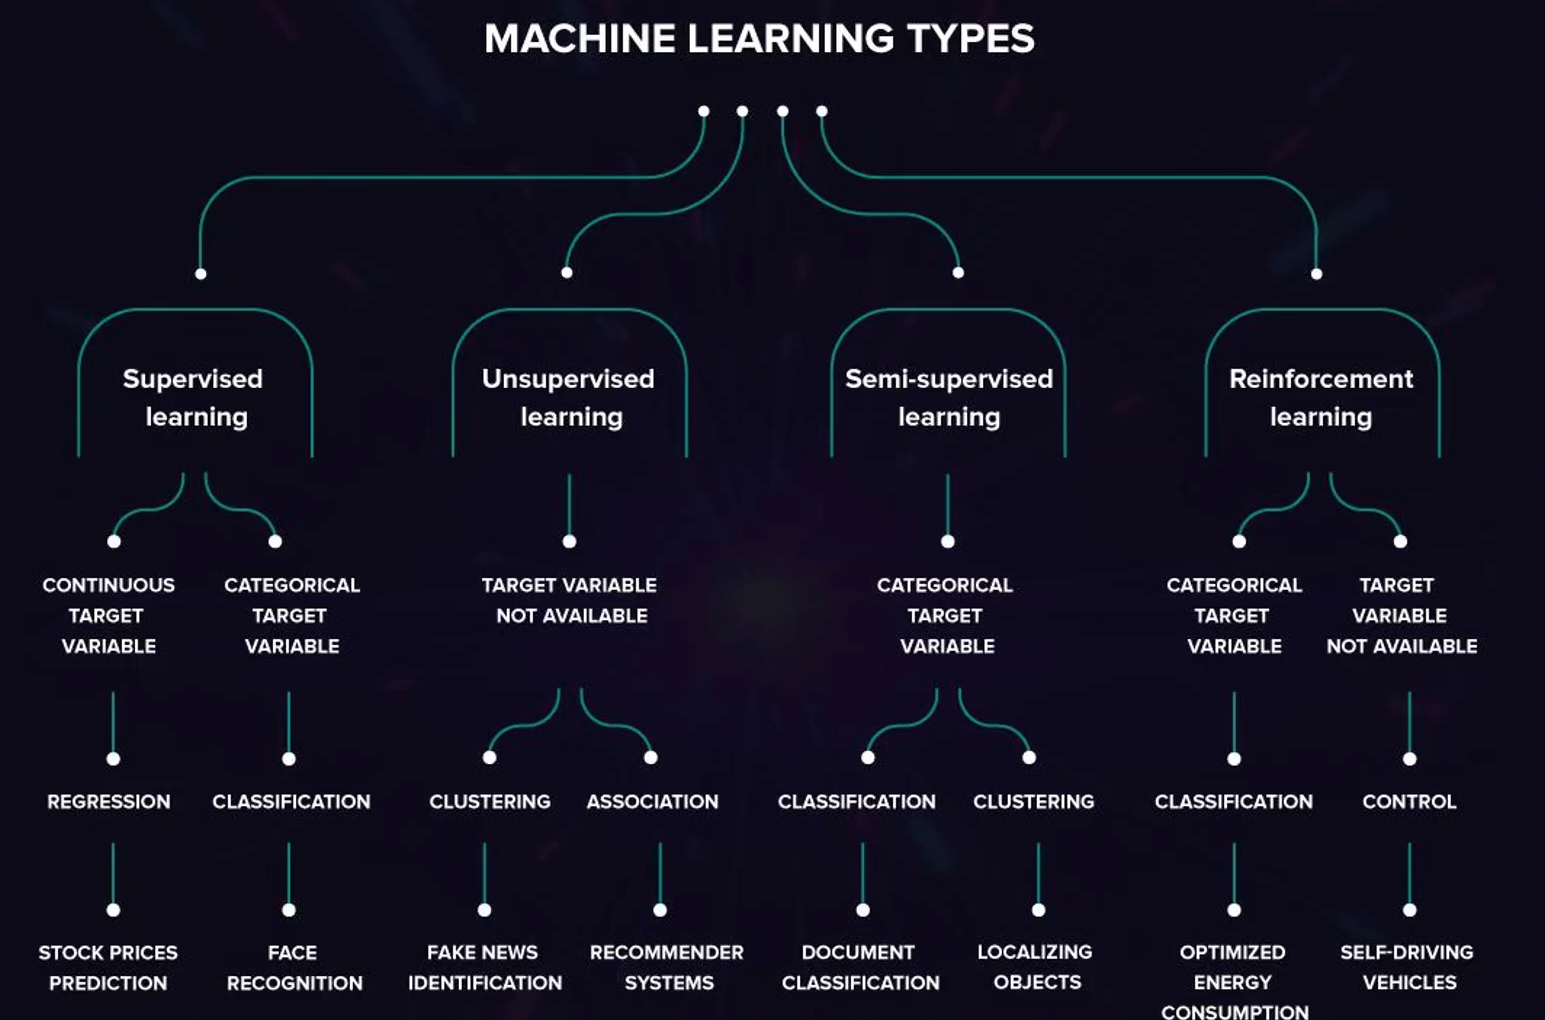 MACHINE LEARNING TYPES
Supervised
learning
Unsupervised
learning
Semi-supervised
learning
Reinforcement
learning
CONTINUOUS
TARGET
VARIABLE
CATEGORICAL
TARGET
VARIABLE
TARGET VARIABLE
NOT AVAILABLE
CATEGORICAL
TARGET
VARIABLE
CATEGORICAL
TARGET
VARIABLE
TARGET
VARIABLE
NOT AVAILABLE
REGRESSION
CLASSIFICATION
CLUSTERING
ASSOCIATION
CLASSIFICATION
CLUSTERING
CLASSIFICATION
CONTROL
STOCK PRICES
PREDICTION
FACE
RECOGNITION
FAKE NEWS
IDENTIFICATION
RECOMMENDER
SYSTEMS
DOCUMENT
CLASSIFICATION
LOCALIZING
OBJECTS
OPTIMIZED
ENERGY
CONSUMPTION
SELF-DRIVING
VEHICLES